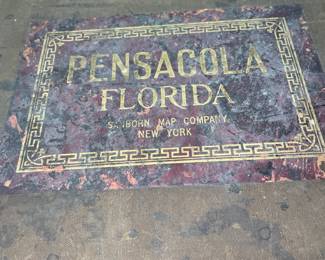 PENSACOLA
FLORIDA
SANBORN MAP COMPANY
NEW YORK